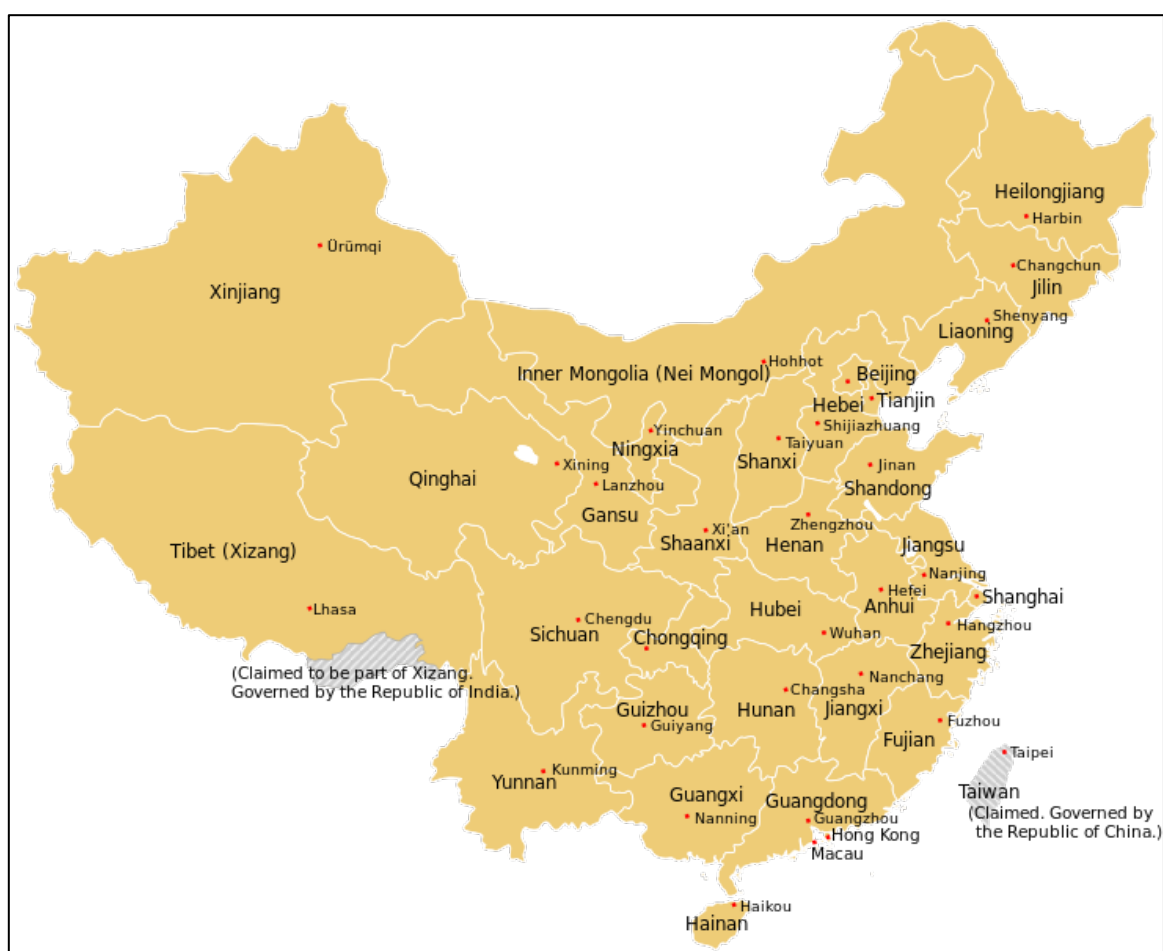 Heilongjiang
Harbin
Ürümqi
Changchun
Xinjiang
Jilin
Shenyang
Liaoning
Hohhot
Inner Mongolia (Nei Mongol)
Beijing
Hebei
Tianjin
Shijiazhuang
Yinchuan
Ningxia
Taiyuan
Shanxi
Xining
Jinan
Qinghai
Lanzhou
Shandong
Gansu
Zhengzhou
Xi'an
Shaanxi
Henan
Jiangsu
Tibet (Xizang)
Nanjing
Hefei
Shanghai
Anhui
Lhasa
Hubei
Chengdu
Hangzhou
Sichuan
Chongqing
Wuhan
Zhejiang
(Claimed to be part of Xizang.
Governed by the Republic of India.)
Nanchang
Changsha
Guizhou
Hunan
Jiangxi
Guiyang
Fuzhou
Fujian
Taipei
Kunming
Yunnan
Taiwan
Guangxi
Guangdong
(Claimed. Governed by
the Republic of China.)
Nanning
Guangzhou
Hong Kong
Macau
Haikou
Hainan